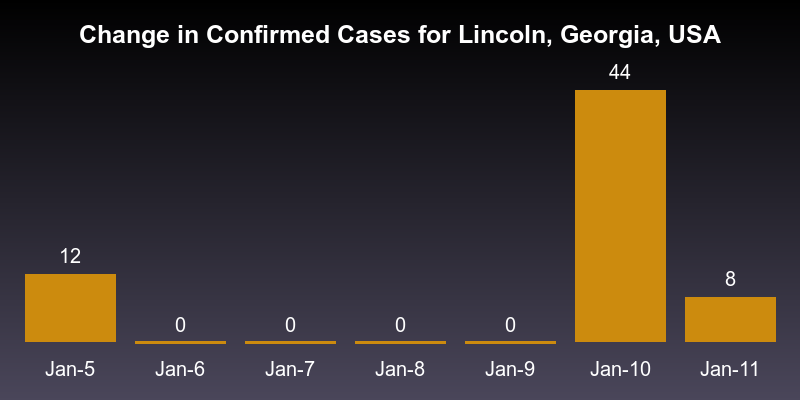 Change in Confirmed Cases for Lincoln, Georgia, USA
44
12
8
0 0 0 0
Jan-5 Jan-6 Jan-7 Jan-8 Jan-9 Jan-10 Jan-11